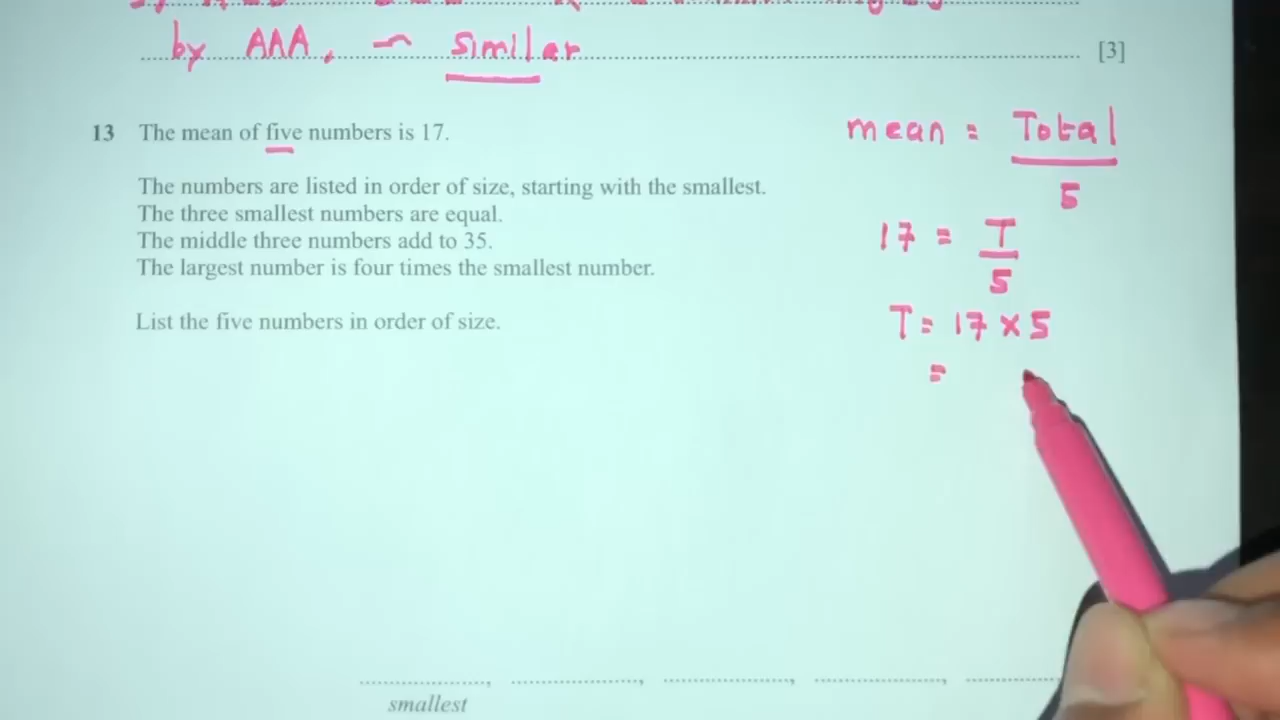 by AAA, ~ similar
[3]
13 The mean of five numbers is 17.
The numbers are listed in order of size, starting with the smallest.
The three smallest numbers are equal.
The middle three numbers add to 35.
The largest number is four times the smallest number.
List the five numbers in order of size.
mean = Total
5
17 = T
5
T = 17 × 5
=
smallest